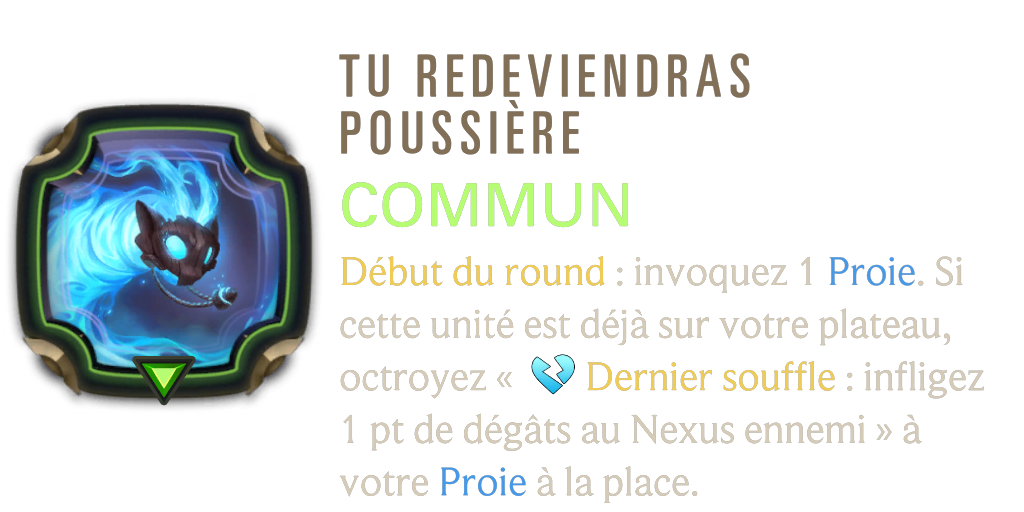 TU REDEVIENDRAS
POUSSIÈRE
COMMUN
Début du round : invoquez 1 Proie. Si
cette unité est déjà sur votre plateau,
octroyez « Dernier souffle : infligez
1 pt de dégâts au Nexus ennemi » à
votre Proie à la place.